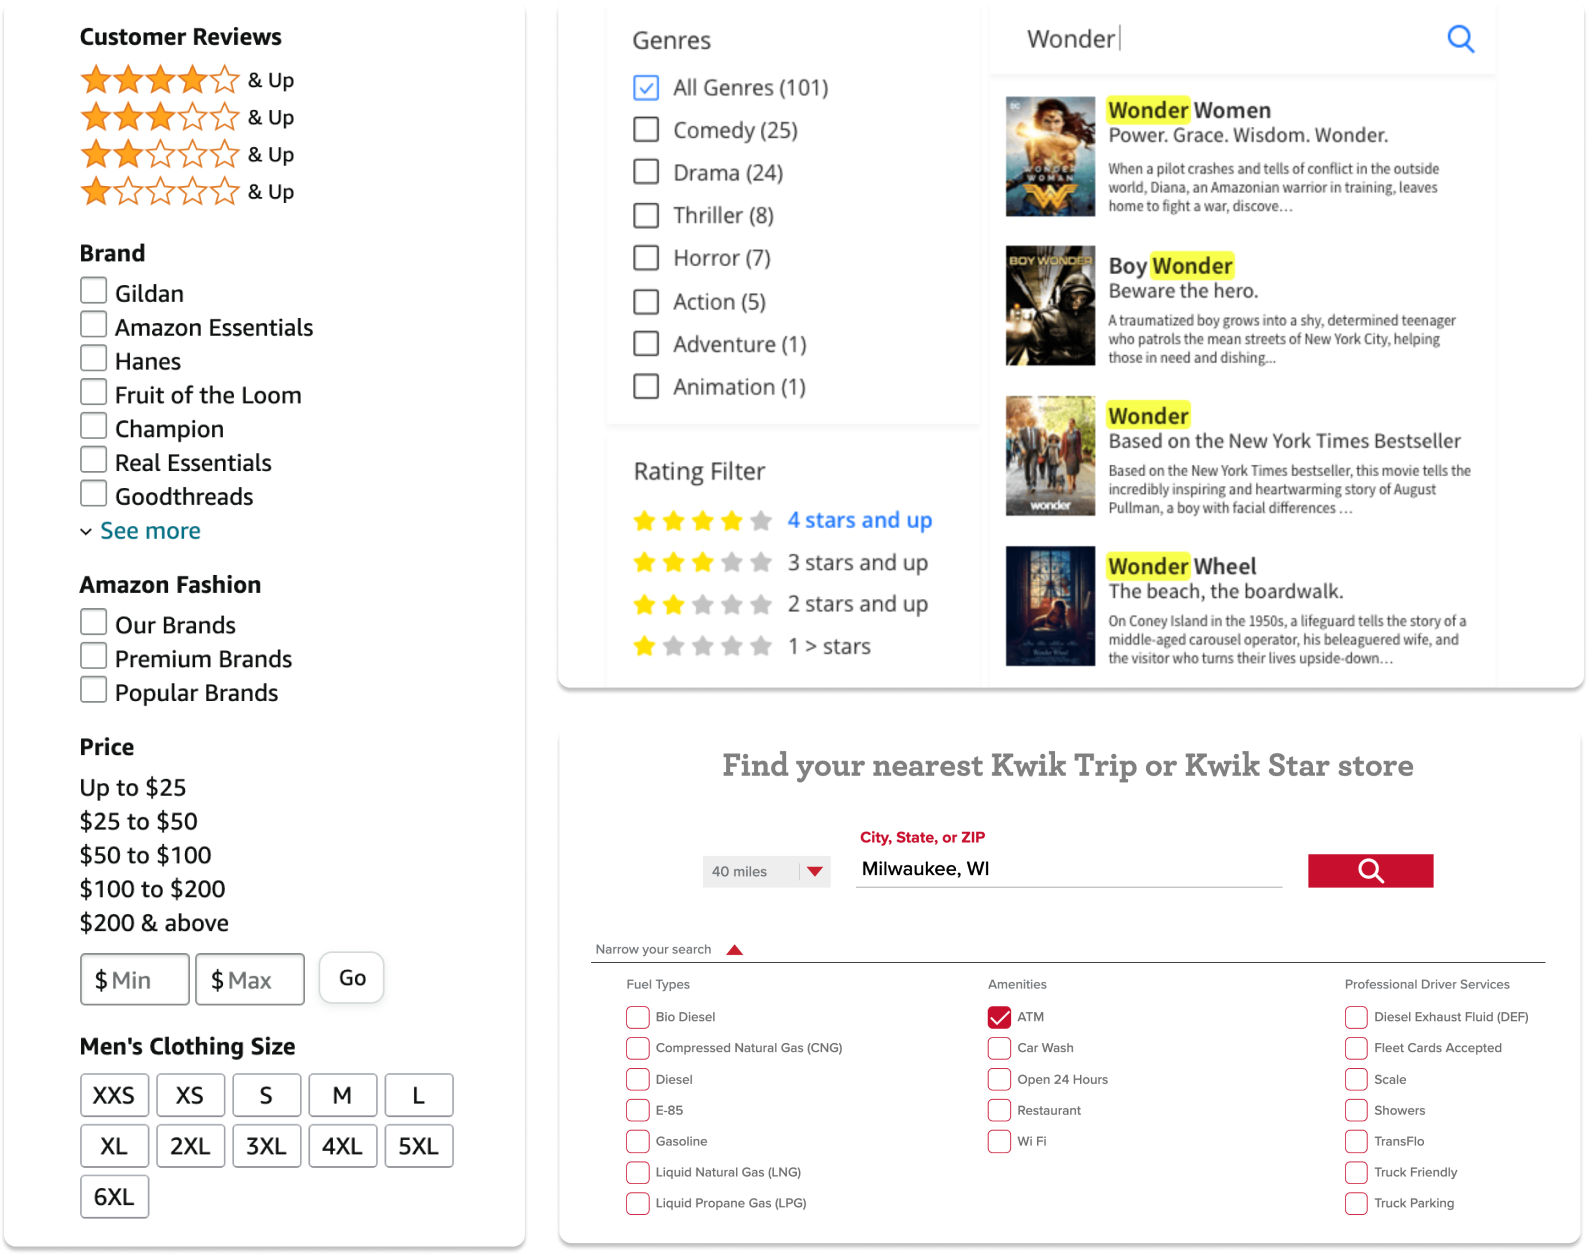 Customer Reviews
& Up
& Up
& Up
& Up
Brand
Gildan
Amazon Essentials
Hanes
Fruit of the Loom
Champion
Real Essentials
Goodthreads
See more
Amazon Fashion
Our Brands
Premium Brands
Popular Brands
Price
Up to $25
$25 to $50
$50 to $100
$100 to $200
$200 & above
$ Min $ Max Go
Men's Clothing Size
XXS XS S M L
XL 2XL 3XL 4XL 5XL
6XL
Genres
All Genres (101)
Comedy (25)
Drama (24)
Thriller (8)
Horror (7)
Action (5)
Adventure (1)
Animation (1)
Rating Filter
4 stars and up
3 stars and up
2 stars and up
1 > stars
Wonder
DC
WONDER
WOMAN
Wonder Women
Power. Grace. Wisdom. Wonder.
When a pilot crashes and tells of conflict in the outside
world, Diana, an Amazonian warrior in training, leaves
home to fight a war, discove...
BOY WONDER
Boy Wonder
Beware the hero.
A traumatized boy grows into a shy, determined teenager
who patrols the mean streets of New York City, helping
those in need and dishing...
wonder
Wonder
Based on the New York Times Bestseller
Based on the New York Times bestseller, this movie tells the
incredibly inspiring and heartwarming story of August
Pullman, a boy with facial differences ...
Wonder Wheel
Wonder Wheel
The beach, the boardwalk.
On Coney Island in the 1950s, a lifeguard tells the story of a
middle-aged carousel operator, his beleaguered wife, and
the visitor who turns their lives upside-down...
Find your nearest Kwik Trip or Kwik Star store
40 miles
City, State, or ZIP
Milwaukee, WI
Narrow your search
Fuel Types
Bio Diesel
Compressed Natural Gas (CNG)
Diesel
E-85
Gasoline
Liquid Natural Gas (LNG)
Liquid Propane Gas (LPG)
Amenities
ATM
Car Wash
Open 24 Hours
Restaurant
Wi Fi
Professional Driver Services
Diesel Exhaust Fluid (DEF)
Fleet Cards Accepted
Scale
Showers
TransFlo
Truck Friendly
Truck Parking